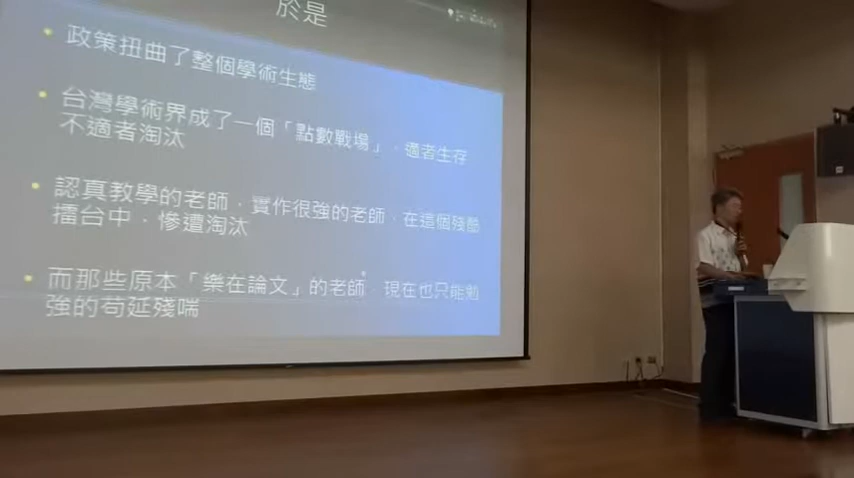 於是
政策扭曲了整個學術生態
台灣學術界成了一個「點數戰場」,適者生存
不適者淘汰
認真教學的老師,實作很強的老師,在這個殘酷
擂台中,慘遭淘汰
而那些原本「樂在論文」的老師,現在也只能勉
強的苟延殘喘